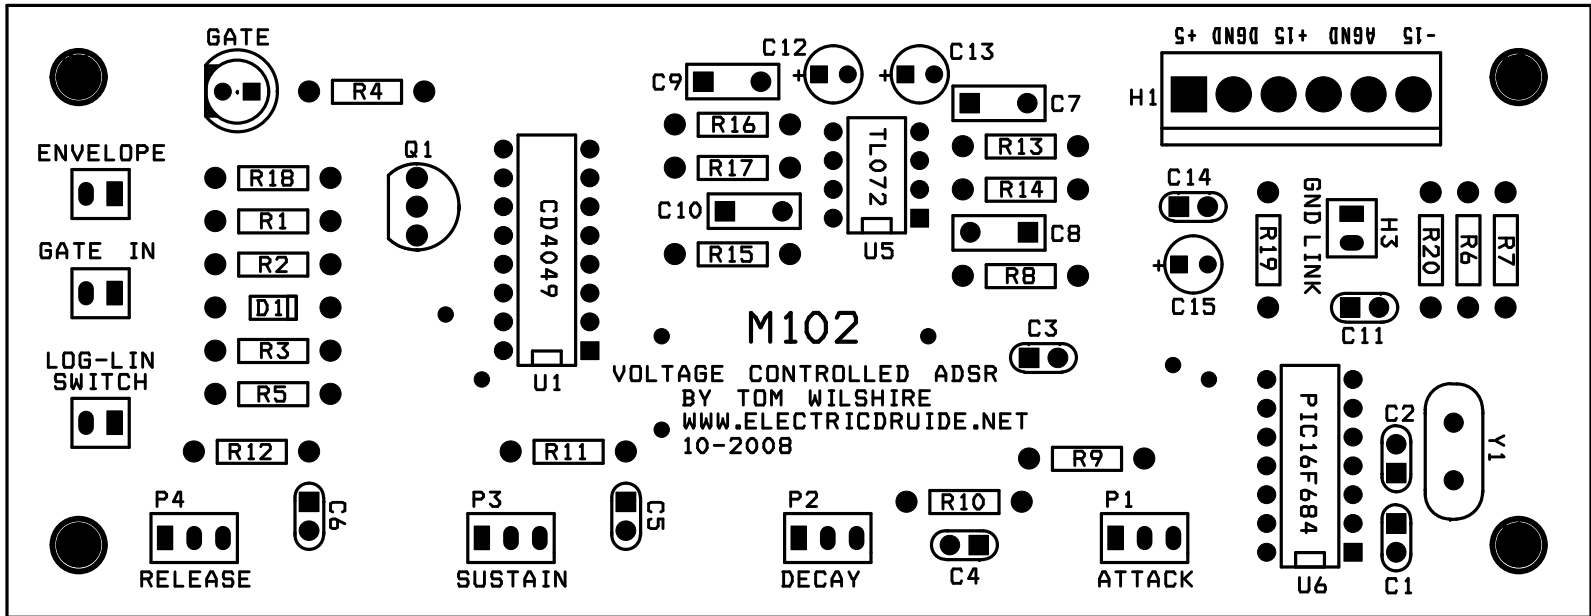 GATE
R4
C12
C13
C9
C7
+5 DGND +15 AGND -15
H1
R16
TL072
R13
ENVELOPE
Q1
R17
R14
R18
CD4049
C10
C8
C14
GND LINK
H3
R1
R15
U5
R8
R19
R20
R6
R7
GATE IN
R2
C15
C11
D1
M102
C3
LOG-LIN
SWITCH
R3
R5
U1
VOLTAGE CONTROLLED ADSR
BY TOM WILSHIRE
WWW.ELECTRICDRUIDE.NET
10-2008
PIC16F684
C2
Y1
R12
R11
R9
P4
C6
P3
C5
P2
R10
P1
RELEASE
SUSTAIN
DECAY
C4
ATTACK
U6
C1